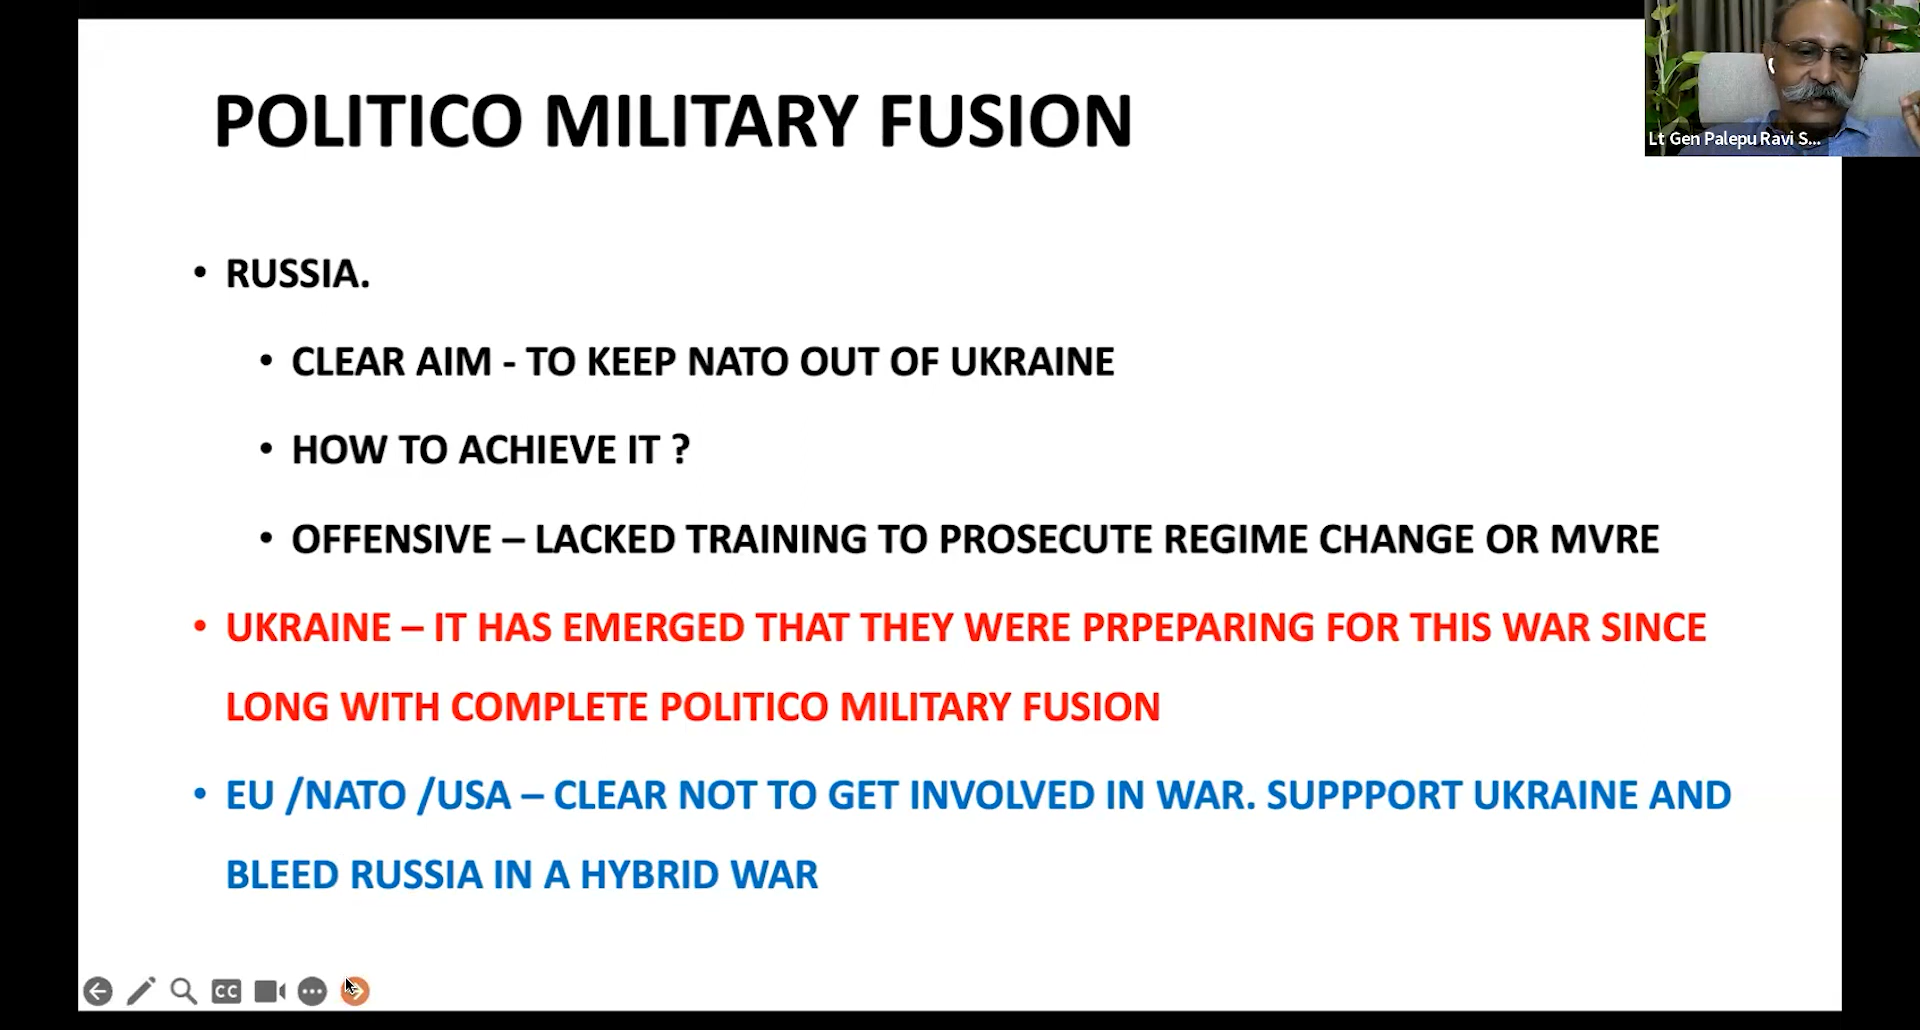 POLITICO MILITARY FUSION
Lt Gen Palepu Ravi S...
• RUSSIA.
• CLEAR AIM - TO KEEP NATO OUT OF UKRAINE
• HOW TO ACHIEVE IT ?
• OFFENSIVE – LACKED TRAINING TO PROSECUTE REGIME CHANGE OR MVRE
• UKRAINE – IT HAS EMERGED THAT THEY WERE PRPEPARING FOR THIS WAR SINCE
LONG WITH COMPLETE POLITICO MILITARY FUSION
• EU /NATO /USA – CLEAR NOT TO GET INVOLVED IN WAR. SUPPPORT UKRAINE AND
BLEED RUSSIA IN A HYBRID WAR
CC